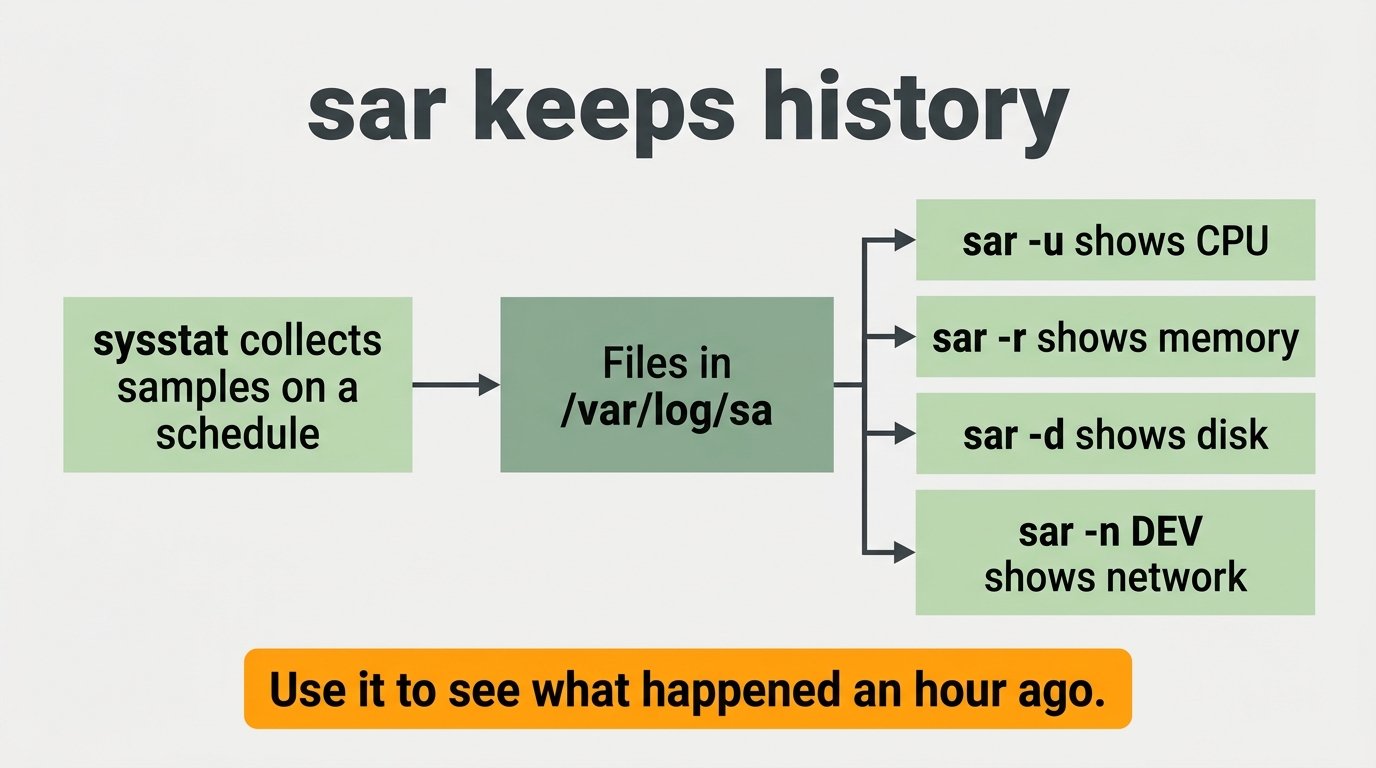 sar keeps history
sysstat collects
samples on a
schedule
Files in
/var/log/sa
sar -u shows CPU
sar -r shows memory
sar -d shows disk
sar -n DEV
shows network
Use it to see what happened an hour ago.